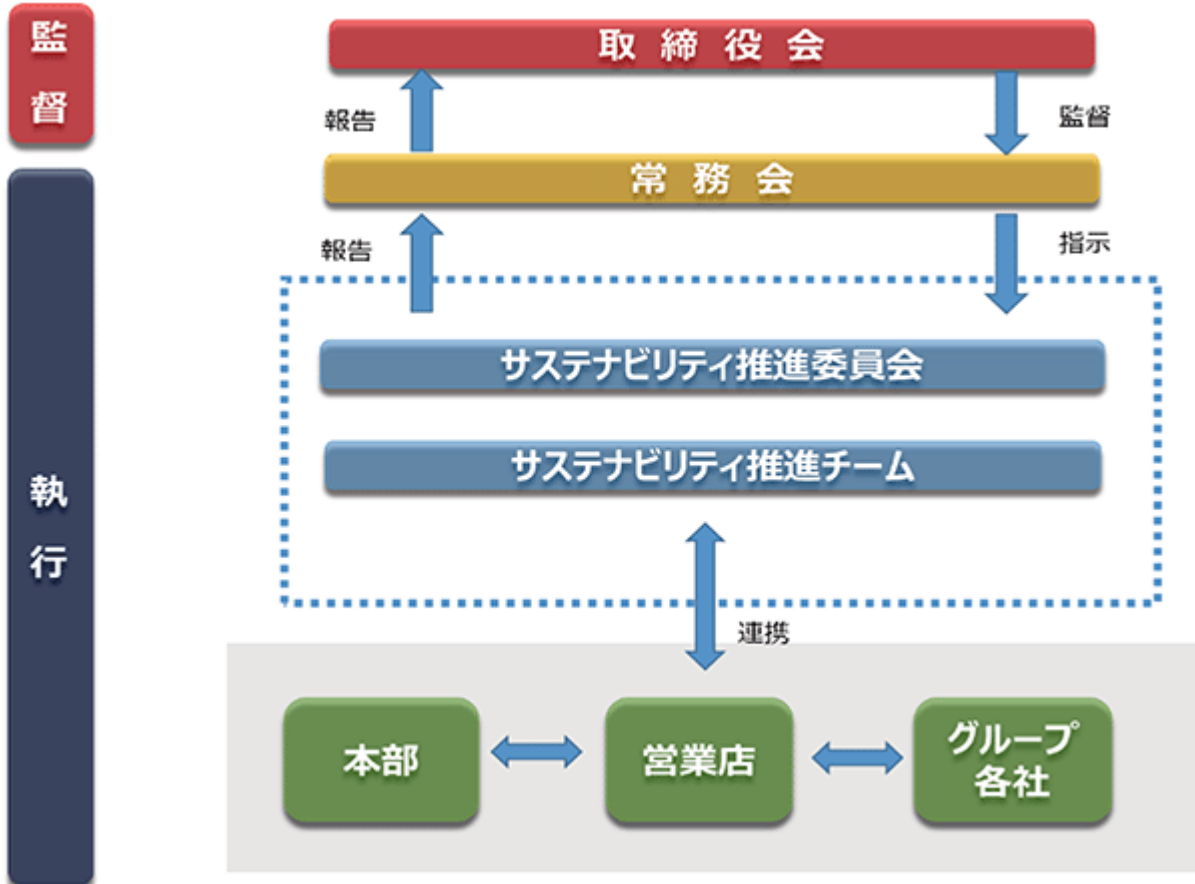 監督
取締役会
報告
監督
常務会
報告
指示
サステナビリティ推進委員会
サステナビリティ推進チーム
執行
連携
本部
営業店
グループ
各社